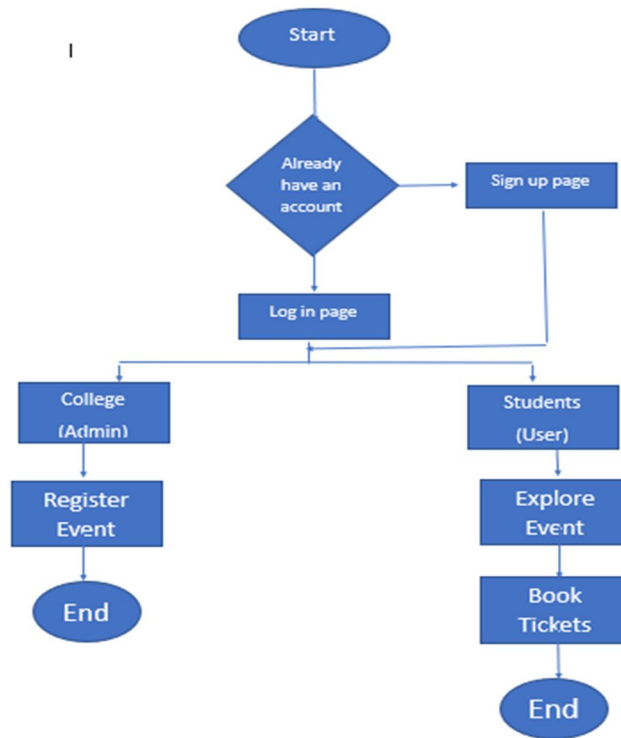 Start
I
Already
have an
account
Sign up page
Log in page
College
(Admin)
Students
(User)
Register
Event
Explore
Event
End
Book
Tickets
End